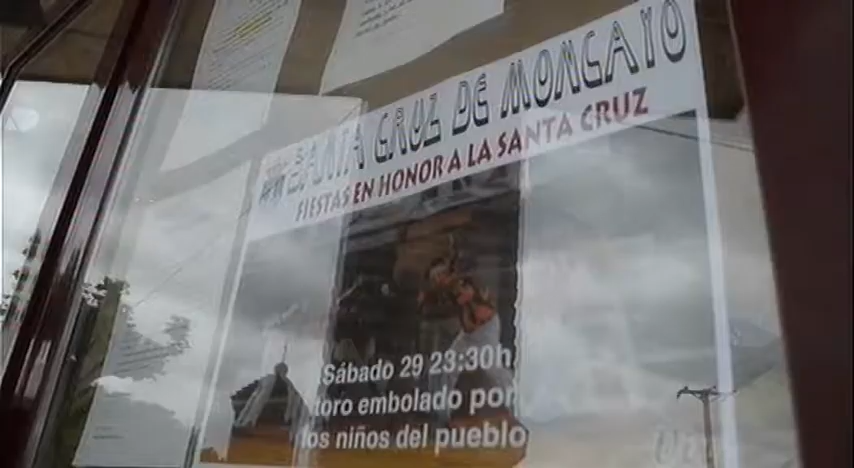 SANTA CRUZ DE MONCAYO
FIESTAS EN HONOR A LA SANTA CRUZ
Sábado 29 23:30h
toro embolado por
los niños del pueblo